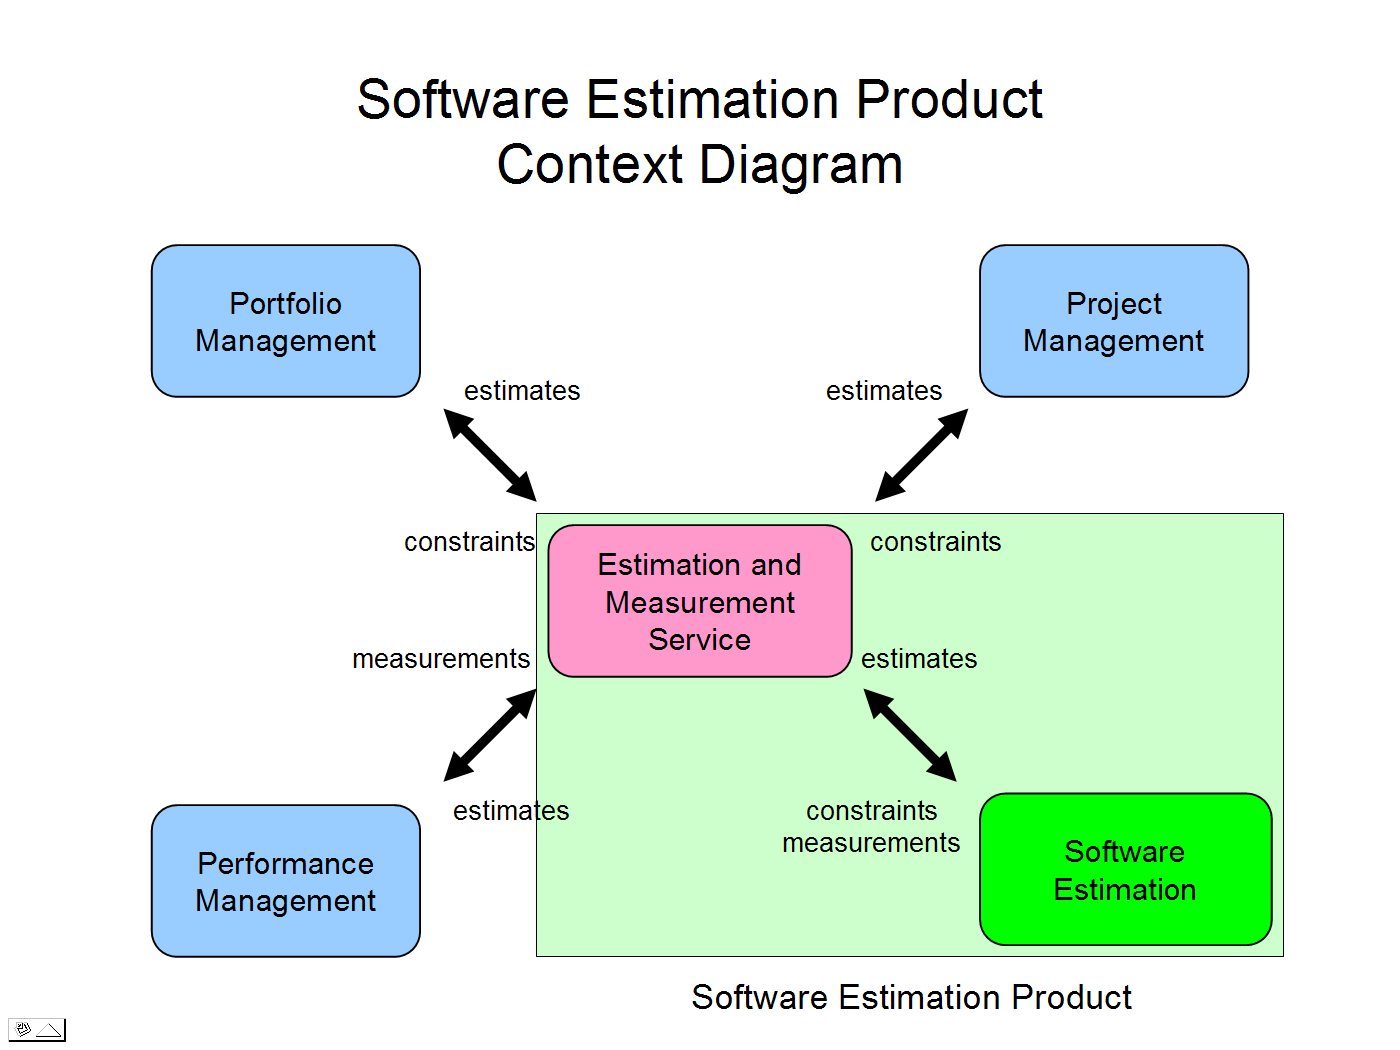 Software Estimation Product
Context Diagram
Portfolio
Management
Project
Management
estimates
estimates
constraints
constraints
Estimation and
Measurement
Service
measurements
estimates
estimates
constraints
measurements
Performance
Management
Software
Estimation
Software Estimation Product